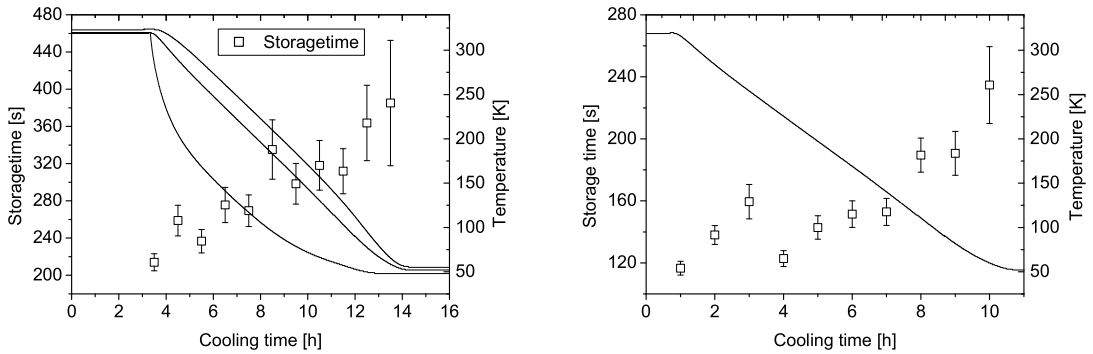 480
440
400
360
320
280
240
200
Storagetime [s]
Storagetime
300
250
200
150
100
50
Temperature [K]
0 2 4 6 8 10 12 14 16
Cooling time [h]
280
240
200
160
120
Storage time [s]
300
250
200
150
100
50
Temperature [K]
0 2 4 6 8 10
Cooling time [h]